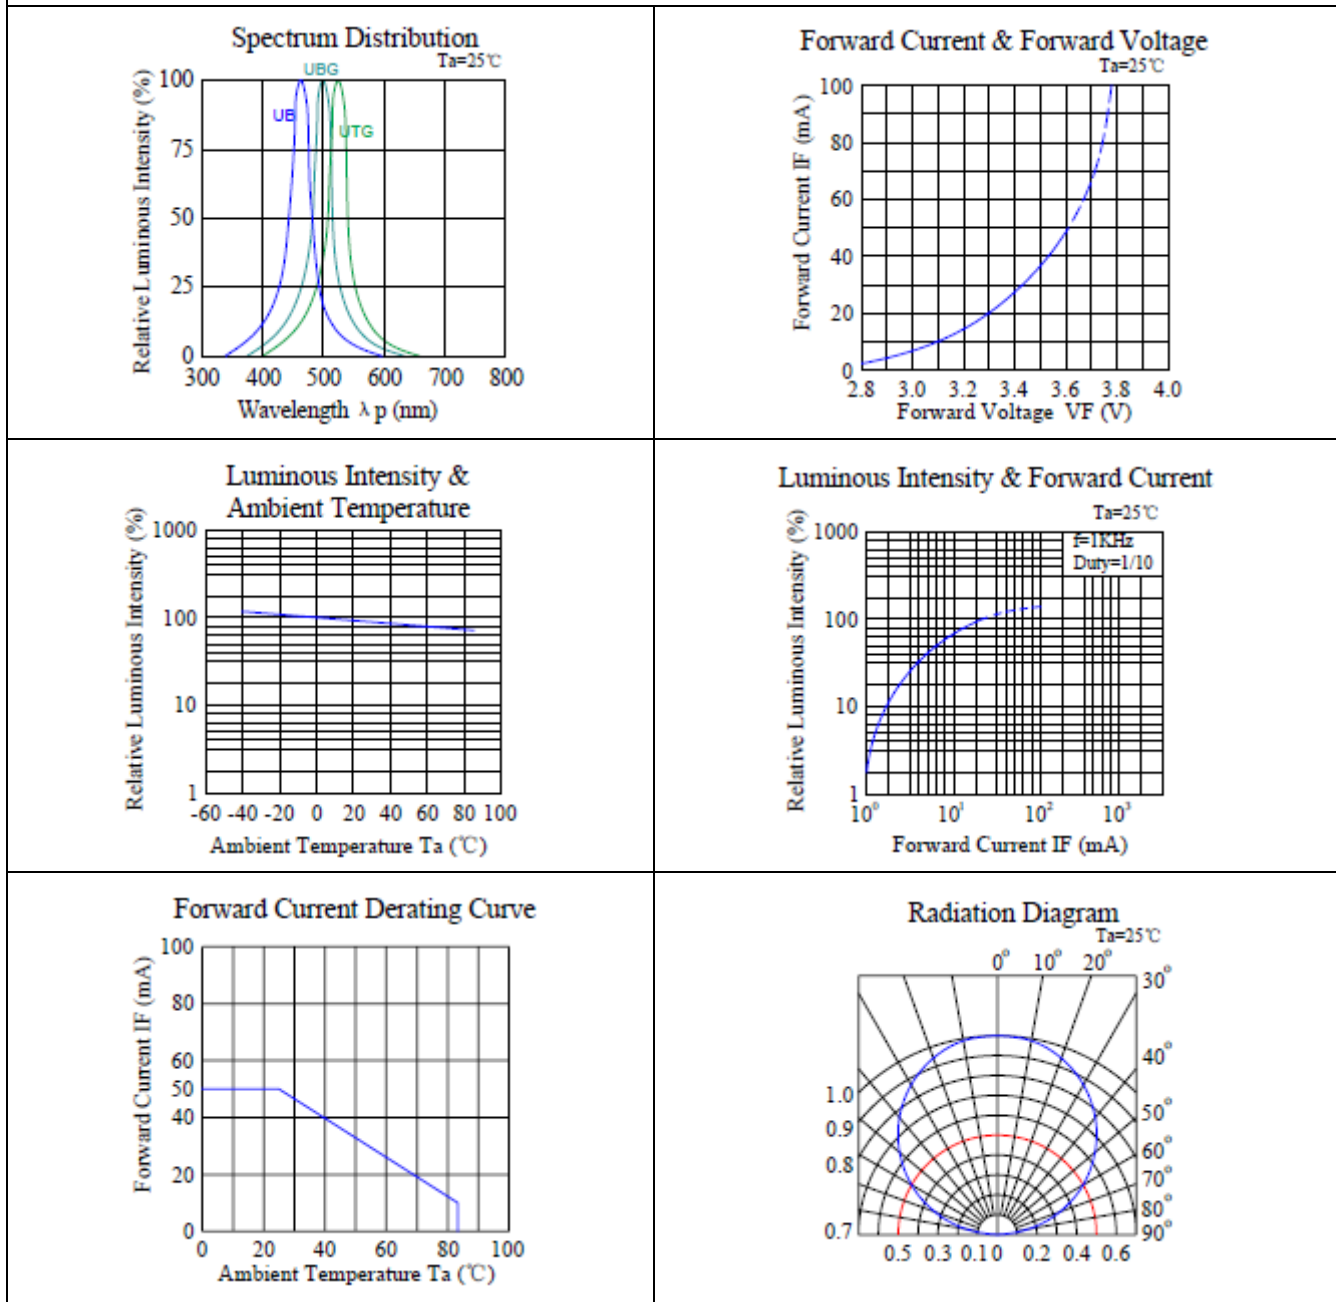 Spectrum Distribution
Ta=25℃
UBG
UB
UTG
Relative Luminous Intensity (%)
100
75
50
25
0
300 400 500 600 700 800
Wavelength λ p (nm)
Forward Current & Forward Voltage
Ta=25℃
Forward Current IF (mA)
100
80
60
40
20
0
2.8 3.0 3.2 3.4 3.6 3.8 4.0
Forward Voltage VF (V)
Luminous Intensity &
Ambient Temperature
Relative Luminous Intensity (%)
1000
100
10
1
-60 -40 -20 0 20 40 60 80 100
Ambient Temperature Ta (℃)
Luminous Intensity & Forward Current
Ta=25℃
f=1KHz
Duty=1/10
Relative Luminous Intensity (%)
1000
100
10
1
10⁰ 10¹ 10² 10³
Forward Current IF (mA)
Forward Current Derating Curve
Forward Current IF (mA)
100
80
60
50
40
20
0
0 20 40 60 80 100
Ambient Temperature Ta (℃)
Radiation Diagram
Ta=25℃
0° 10° 20°
30°
40°
50°
60°
70°
80°
90°
1.0
0.9
0.8
0.7
0.5 0.3 0.1 0 0.2 0.4 0.6